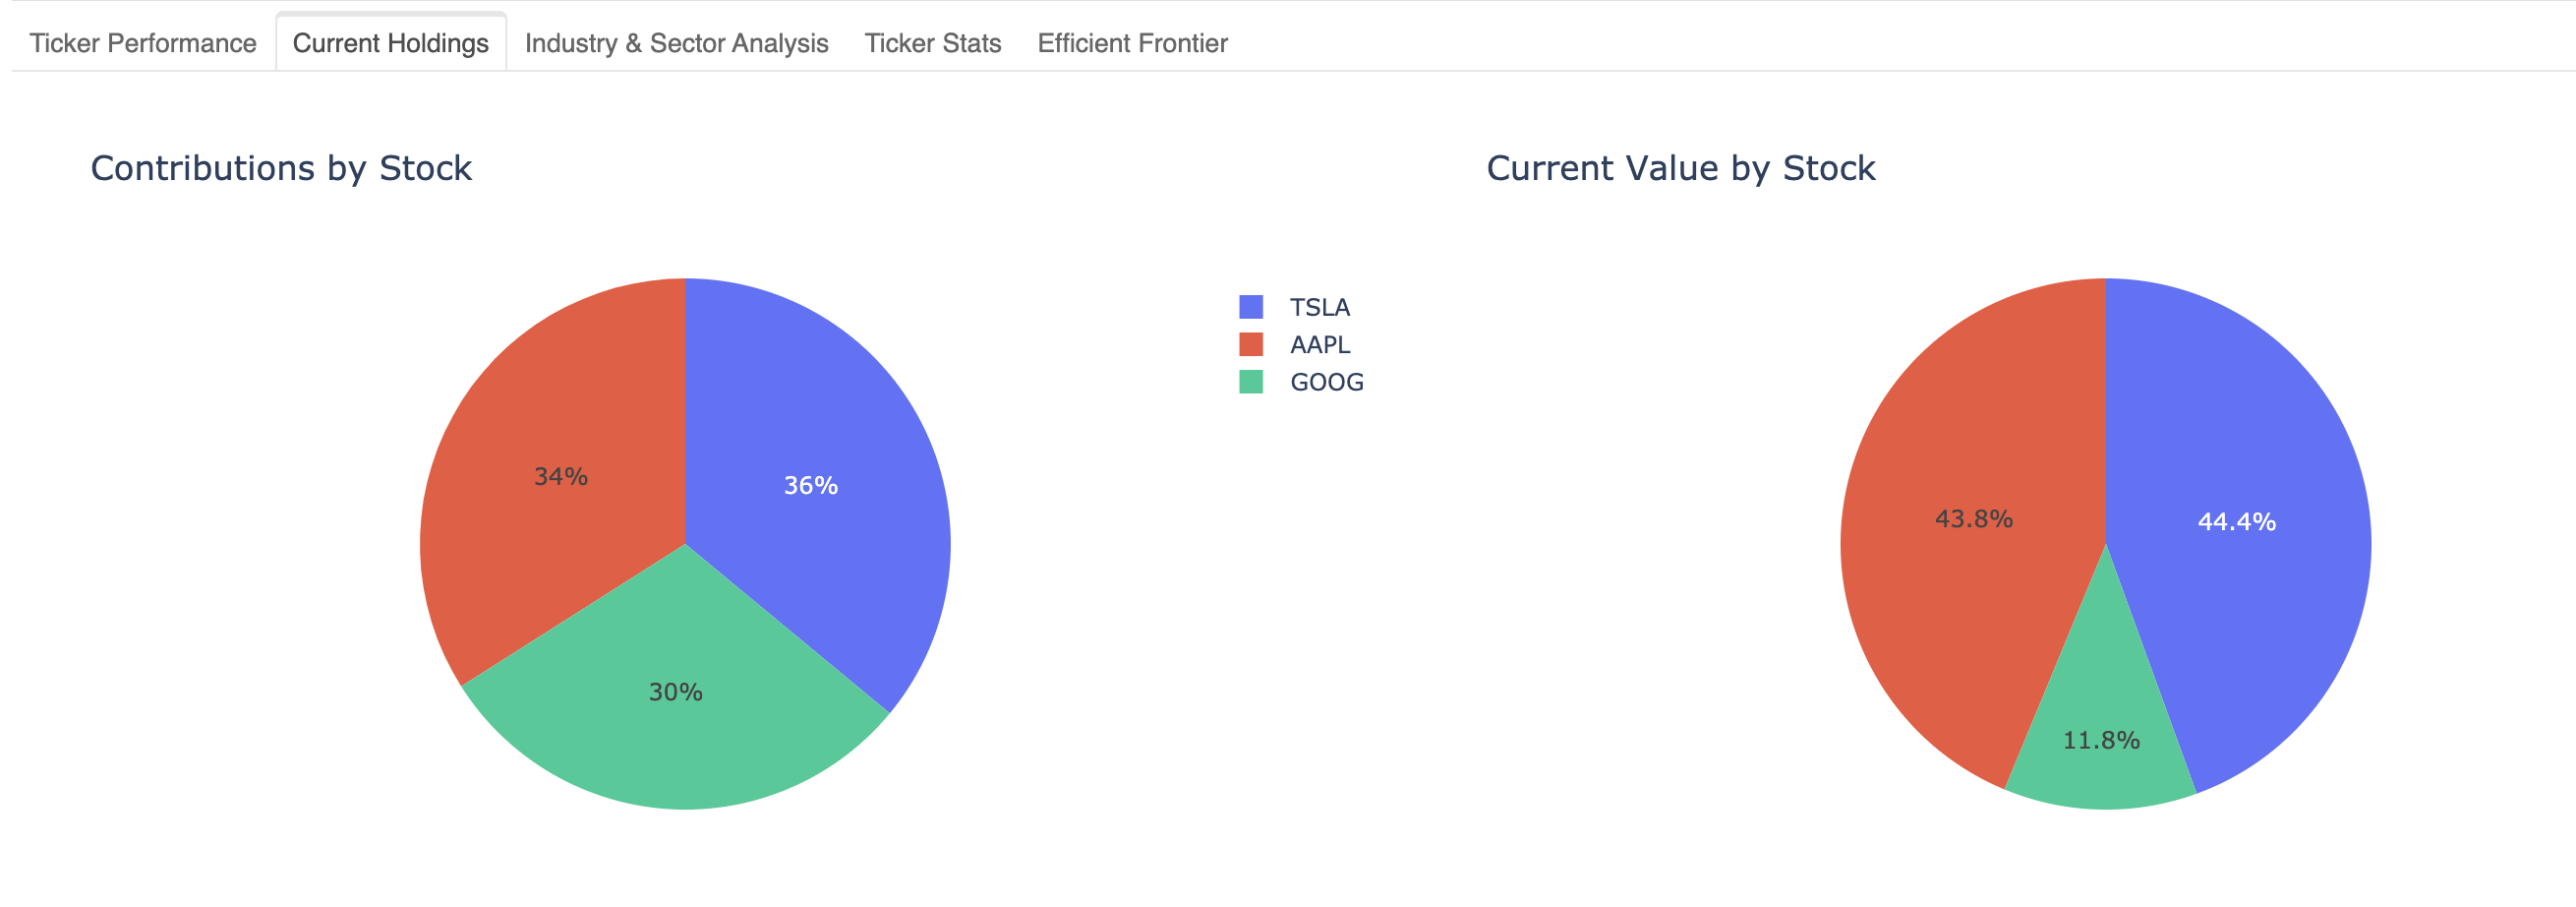 Ticker Performance
Current Holdings
Industry & Sector Analysis
Ticker Stats
Efficient Frontier
Contributions by Stock
34%
36%
30%
TSLA
AAPL
GOOG
Current Value by Stock
43.8%
44.4%
11.8%